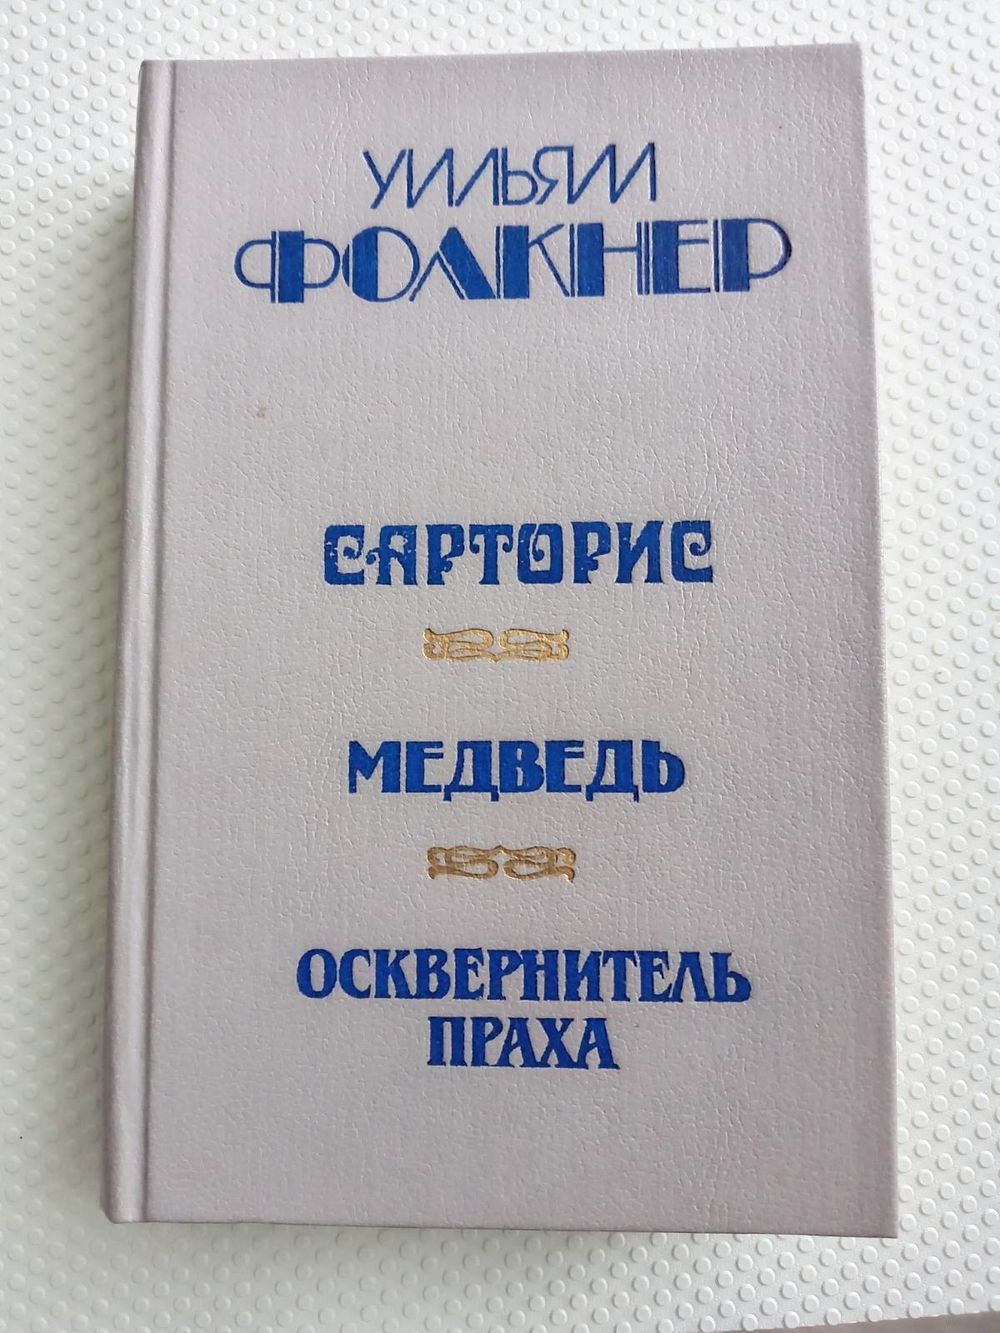 УИЛЬЯМ
ФОЛКНЕР
САРТОРИС
МЕДВЕДЬ
ОСКВЕРНИТЕЛЬ
ПРАХА